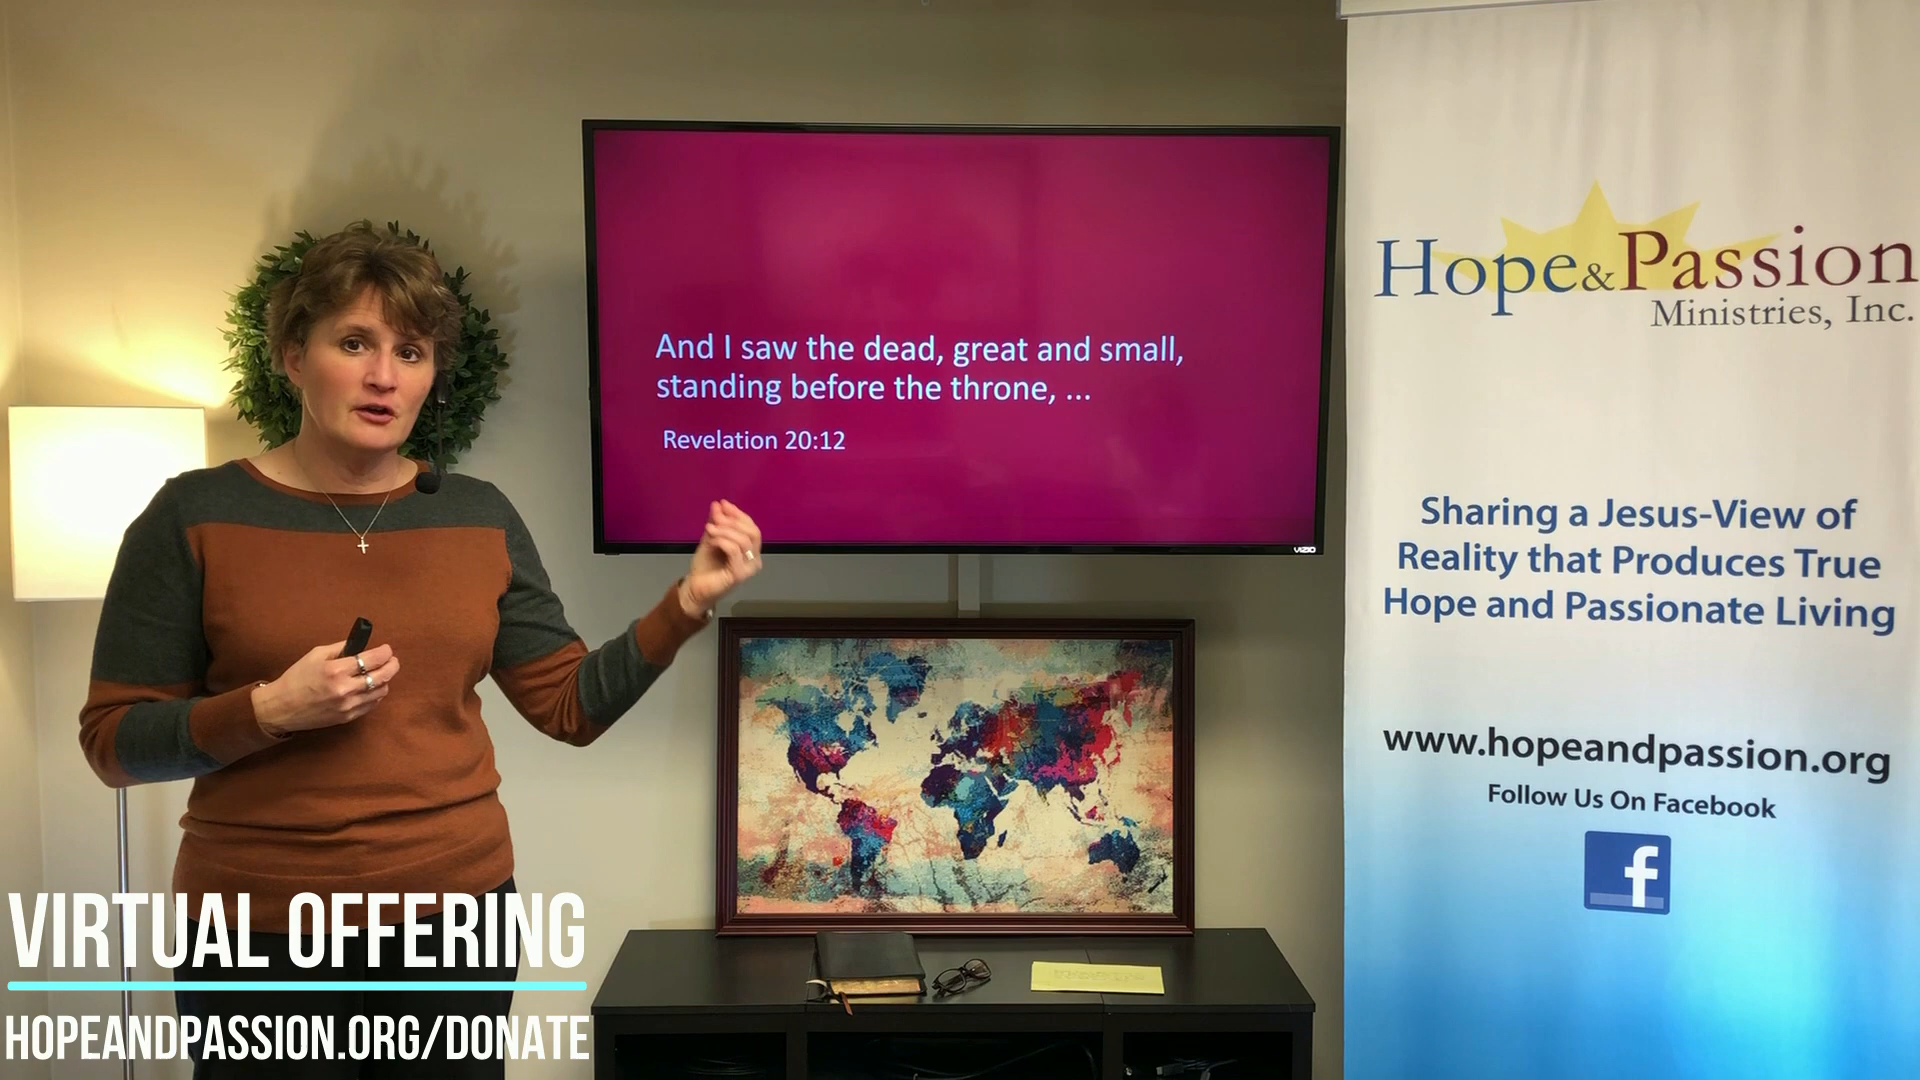 And I saw the dead, great and small,
standing before the throne, ...
Revelation 20:12
VIZIO
Hope&Passion
Ministries, Inc.
Sharing a Jesus-View of
Reality that Produces True
Hope and Passionate Living
www.hopeandpassion.org
Follow Us On Facebook
f
VIRTUAL OFFERING
HOPEANDPASSION.ORG/DONATE